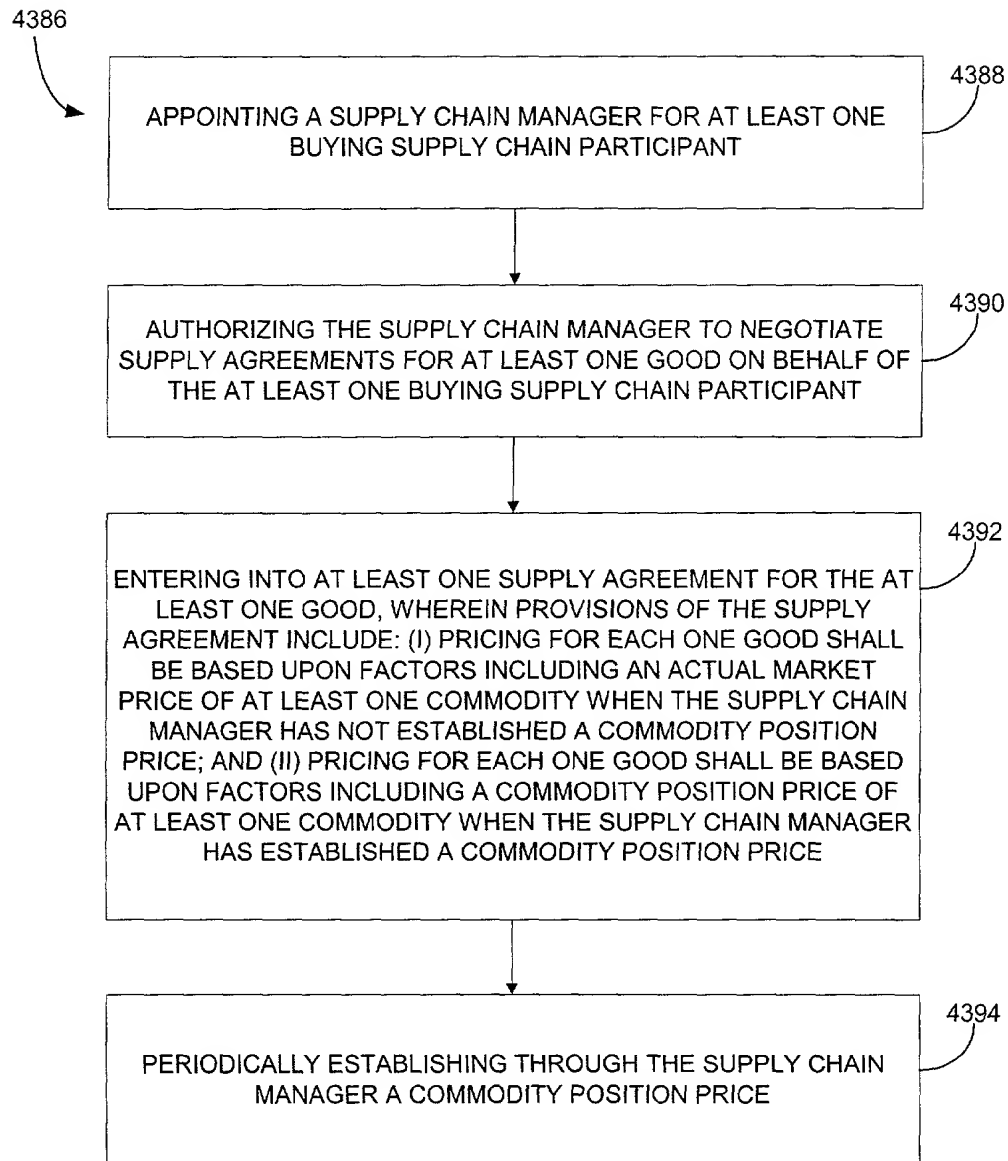 4386
4388
APPOINTING A SUPPLY CHAIN MANAGER FOR AT LEAST ONE
BUYING SUPPLY CHAIN PARTICIPANT
4390
AUTHORIZING THE SUPPLY CHAIN MANAGER TO NEGOTIATE
SUPPLY AGREEMENTS FOR AT LEAST ONE GOOD ON BEHALF OF
THE AT LEAST ONE BUYING SUPPLY CHAIN PARTICIPANT
4392
ENTERING INTO AT LEAST ONE SUPPLY AGREEMENT FOR THE AT
LEAST ONE GOOD, WHEREIN PROVISIONS OF THE SUPPLY
AGREEMENT INCLUDE: (I) PRICING FOR EACH ONE GOOD SHALL
BE BASED UPON FACTORS INCLUDING AN ACTUAL MARKET
PRICE OF AT LEAST ONE COMMODITY WHEN THE SUPPLY CHAIN
MANAGER HAS NOT ESTABLISHED A COMMODITY POSITION
PRICE; AND (II) PRICING FOR EACH ONE GOOD SHALL BE BASED
UPON FACTORS INCLUDING A COMMODITY POSITION PRICE OF
AT LEAST ONE COMMODITY WHEN THE SUPPLY CHAIN MANAGER
HAS ESTABLISHED A COMMODITY POSITION PRICE
4394
PERIODICALLY ESTABLISHING THROUGH THE SUPPLY CHAIN
MANAGER A COMMODITY POSITION PRICE